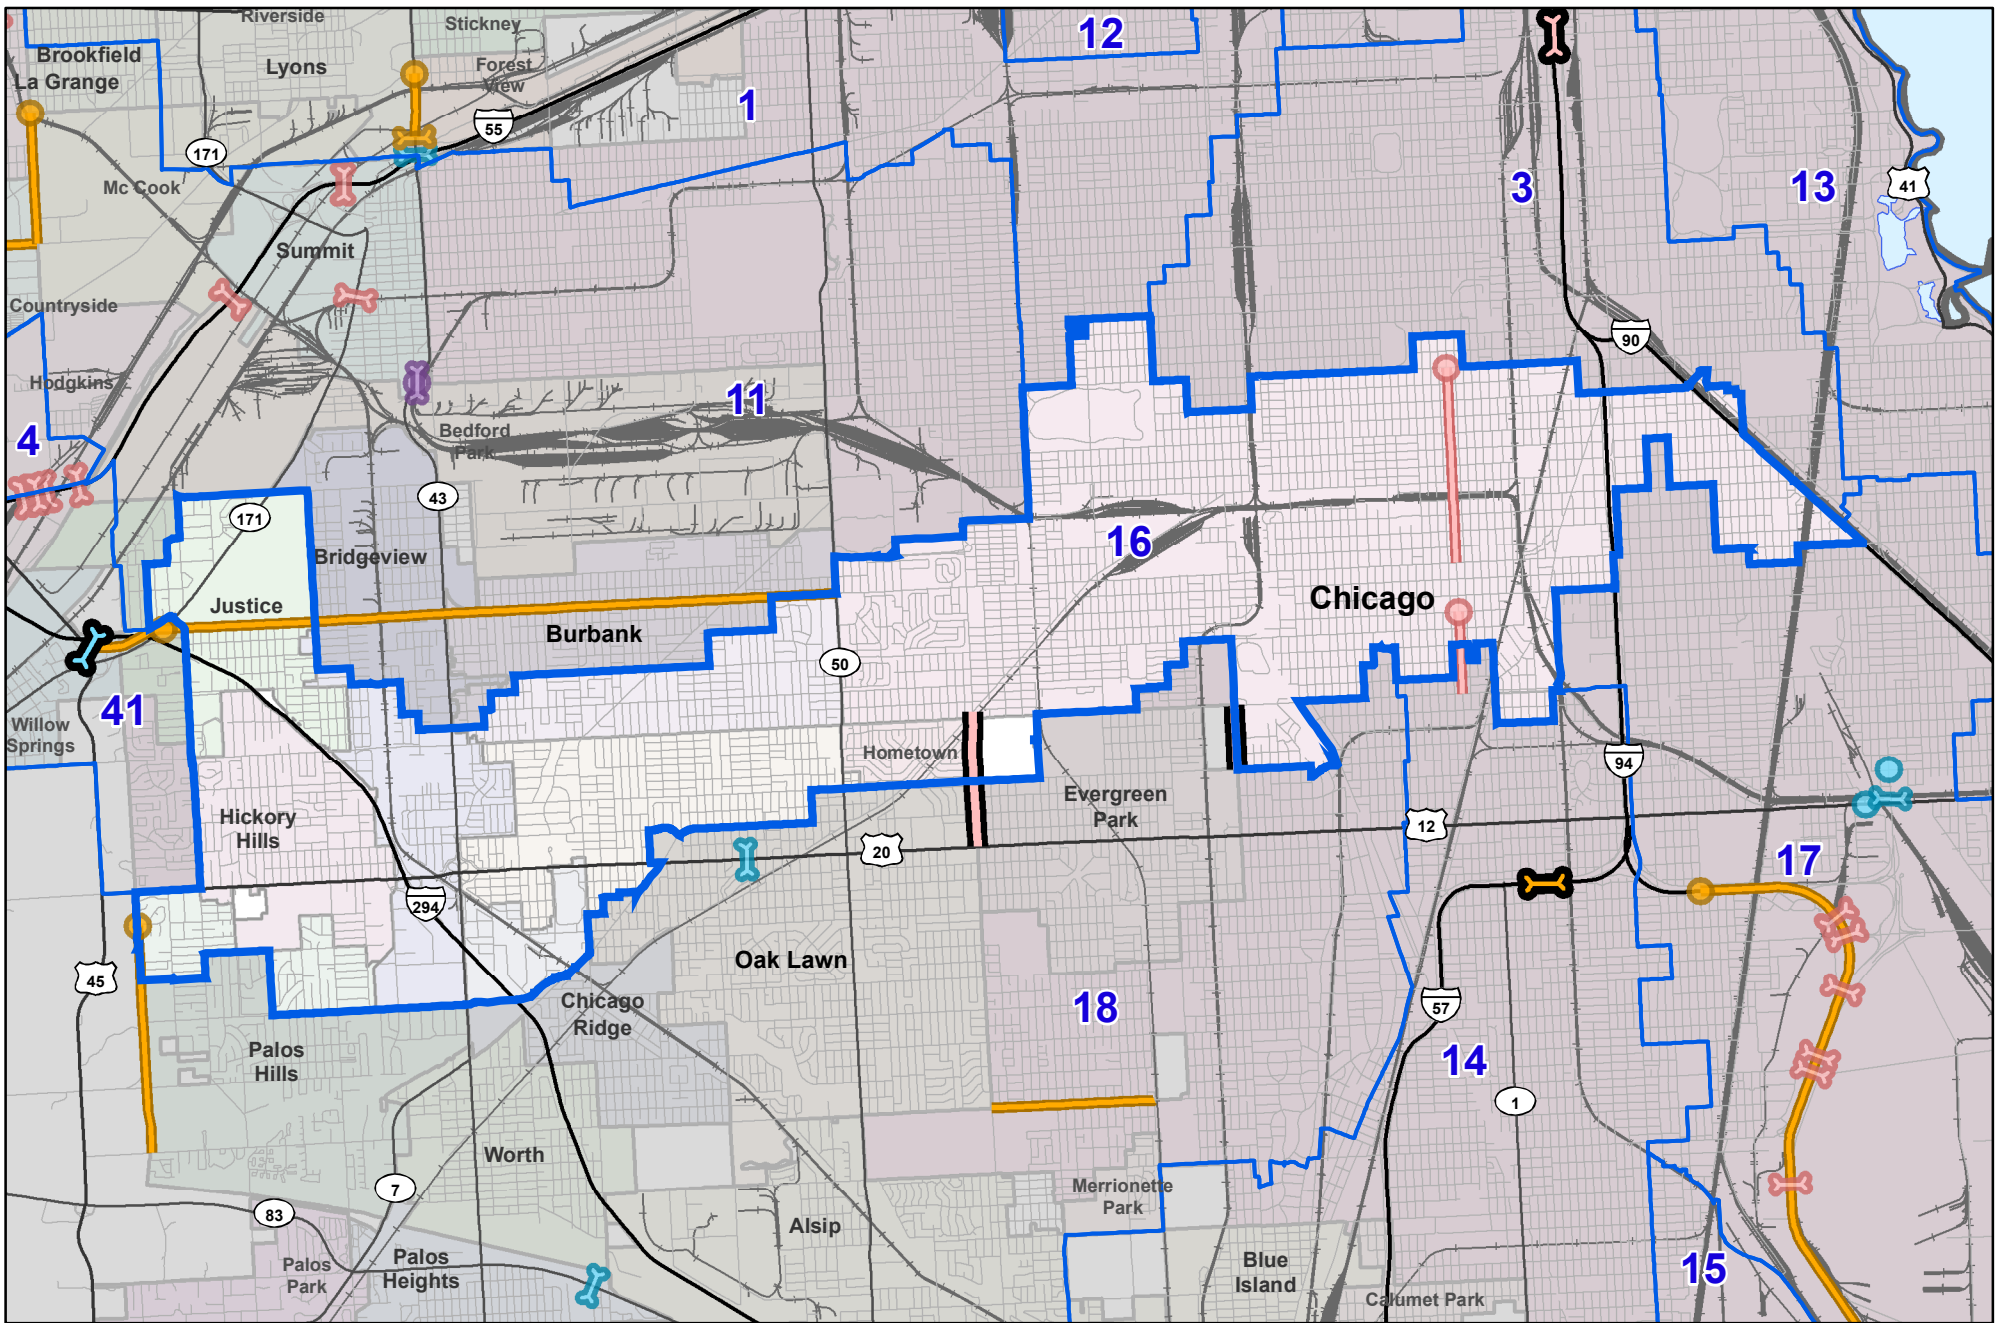 Riverside
Stickney
12
Brookfield
La Grange
Lyons
Forest
View
1
55
171
Mc Cook
3
13
41
Summit
Countryside
90
Hodgkins
11
4
Bedford
Park
43
171
16
Bridgeview
Chicago
Justice
Burbank
50
41
Willow
Springs
Hometown
94
Evergreen
Park
Hickory
Hills
12
20
17
294
45
Oak Lawn
Chicago
Ridge
18
57
Palos
Hills
14
1
Worth
7
83
Merrionette
Park
Alsip
Palos
Park
Palos
Heights
Blue
Island
15
Calumet Park